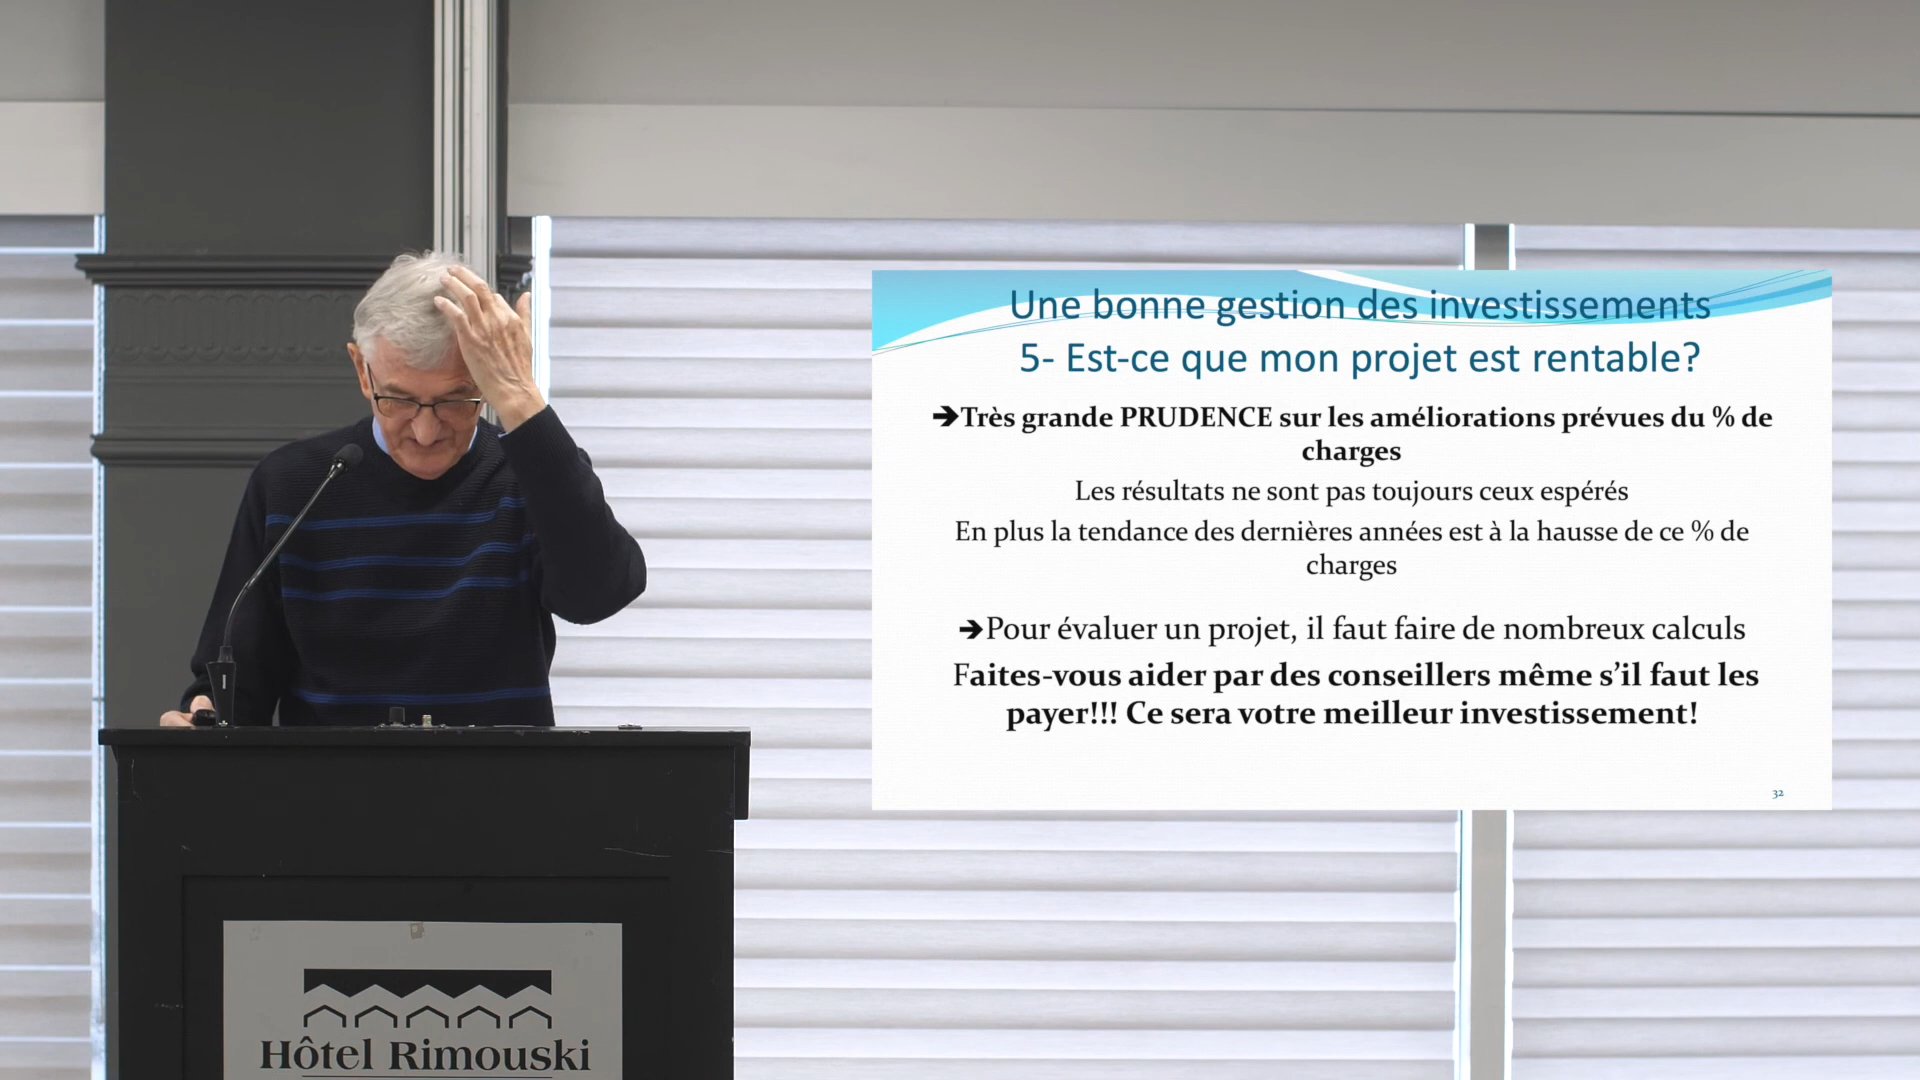 Une bonne gestion des investissements
5- Est-ce que mon projet est rentable?
➔Très grande PRUDENCE sur les améliorations prévues du % de
charges
Les résultats ne sont pas toujours ceux espérés
En plus la tendance des dernières années est à la hausse de ce % de
charges
➔Pour évaluer un projet, il faut faire de nombreux calculs
Faites-vous aider par des conseillers même s’il faut les
payer!!! Ce sera votre meilleur investissement!
32
Hôtel Rimouski